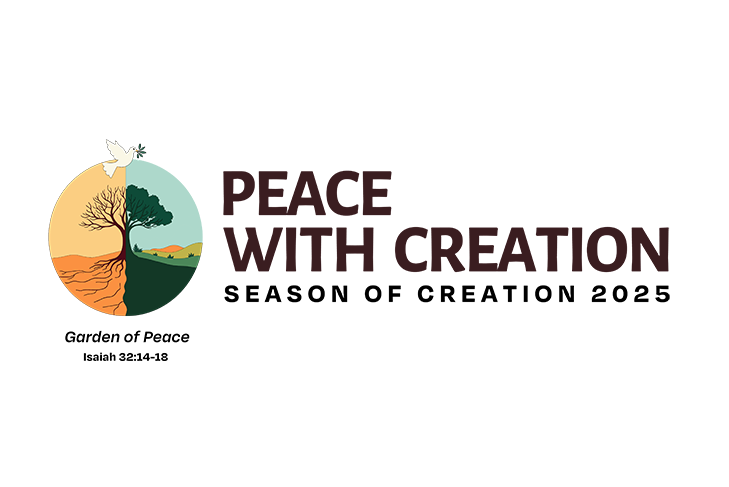 PEACE
WITH CREATION
SEASON OF CREATION 2025
Garden of Peace
Isaiah 32:14-18